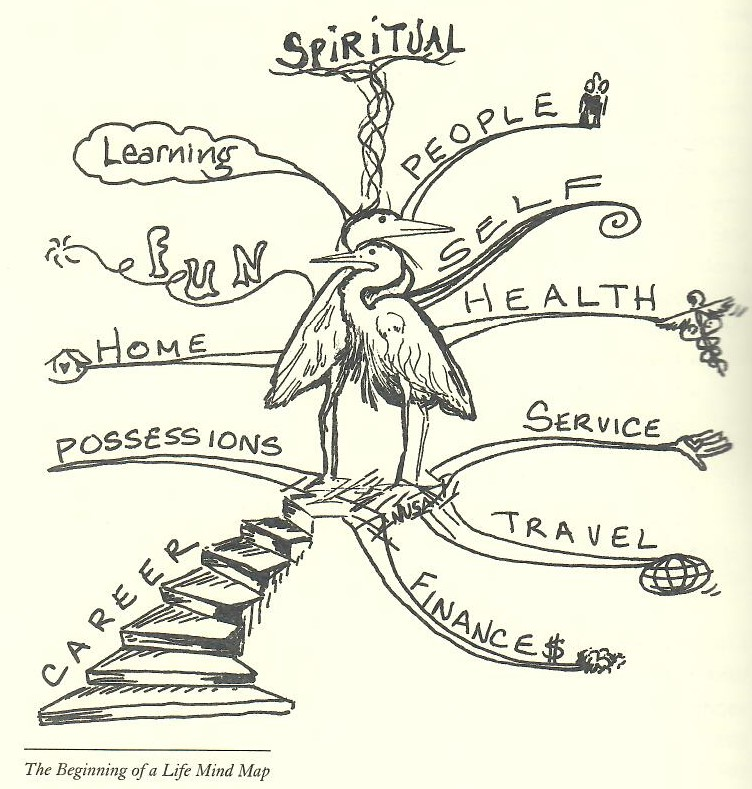 SPiRiTUAL
PEOPLE
Learning
SELF
FUN
HEALTH
HOME
SERVICE
POSSESSIONS
TRAVEL
CAREER
FINANCE$
The Beginning of a Life Mind Map